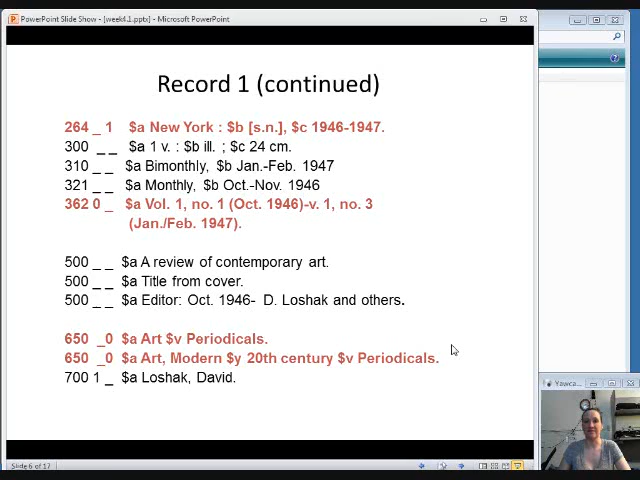 PowerPoint Slide Show - [week4.1.pptx] - Microsoft PowerPoint
Record 1 (continued)
264 _ 1 $a New York : $b [s.n.], $c 1946-1947.
300 _ _ $a 1 v. : $b ill. ; $c 24 cm.
310 _ _ $a Bimonthly, $b Jan.-Feb. 1947
321 _ _ $a Monthly, $b Oct.-Nov. 1946
362 0 _ $a Vol. 1, no. 1 (Oct. 1946)-v. 1, no. 3
(Jan./Feb. 1947).
500 _ _ $a A review of contemporary art.
500 _ _ $a Title from cover.
500 _ _ $a Editor: Oct. 1946- D. Loshak and others.
650 _0 $a Art $v Periodicals.
650 _0 $a Art, Modern $y 20th century $v Periodicals.
700 1 _ $a Loshak, David.
Slide 6 of 17